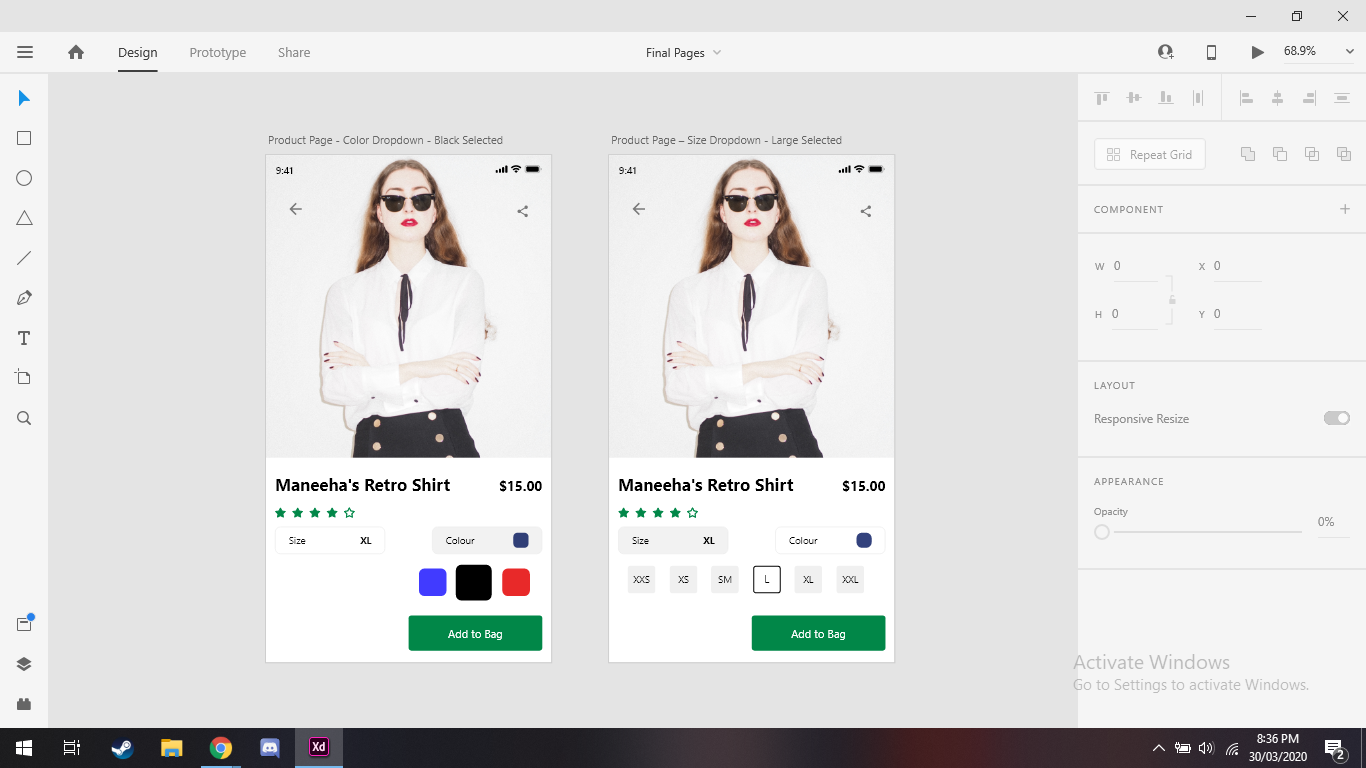 Design Prototype Share Final Pages 68.9%
Product Page - Color Dropdown - Black Selected
9:41
Maneeha's Retro Shirt $15.00
Size XL Colour
Add to Bag
Product Page – Size Dropdown - Large Selected
9:41
Maneeha's Retro Shirt $15.00
Size XL Colour
XXS XS SM L XL XXL
Add to Bag
Repeat Grid
COMPONENT
W 0 X 0
H 0 Y 0
LAYOUT
Responsive Resize
APPEARANCE
Opacity
0%
Activate Windows
Go to Settings to activate Windows.
Xd
8:36 PM
30/03/2020
2